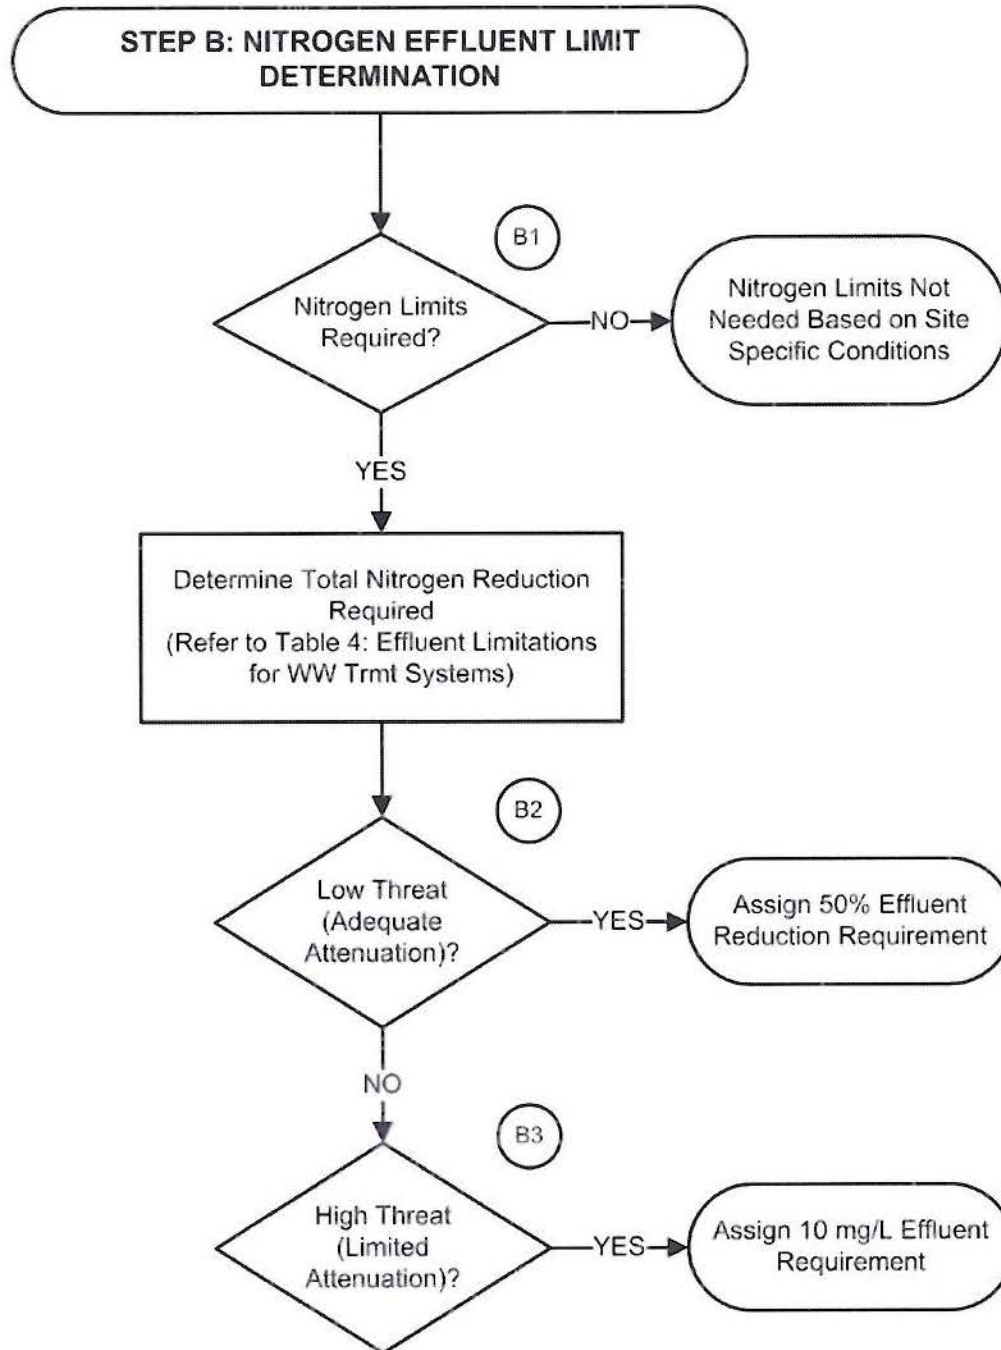 STEP B: NITROGEN EFFLUENT LIMIT
DETERMINATION
B1
Nitrogen Limits
Required?
NO
Nitrogen Limits Not
Needed Based on Site
Specific Conditions
YES
Determine Total Nitrogen Reduction
Required
(Refer to Table 4: Effluent Limitations
for WW Trmt Systems)
B2
Low Threat
(Adequate
Attenuation)?
YES
Assign 50% Effluent
Reduction Requirement
NO
B3
High Threat
(Limited
Attenuation)?
YES
Assign 10 mg/L Effluent
Requirement